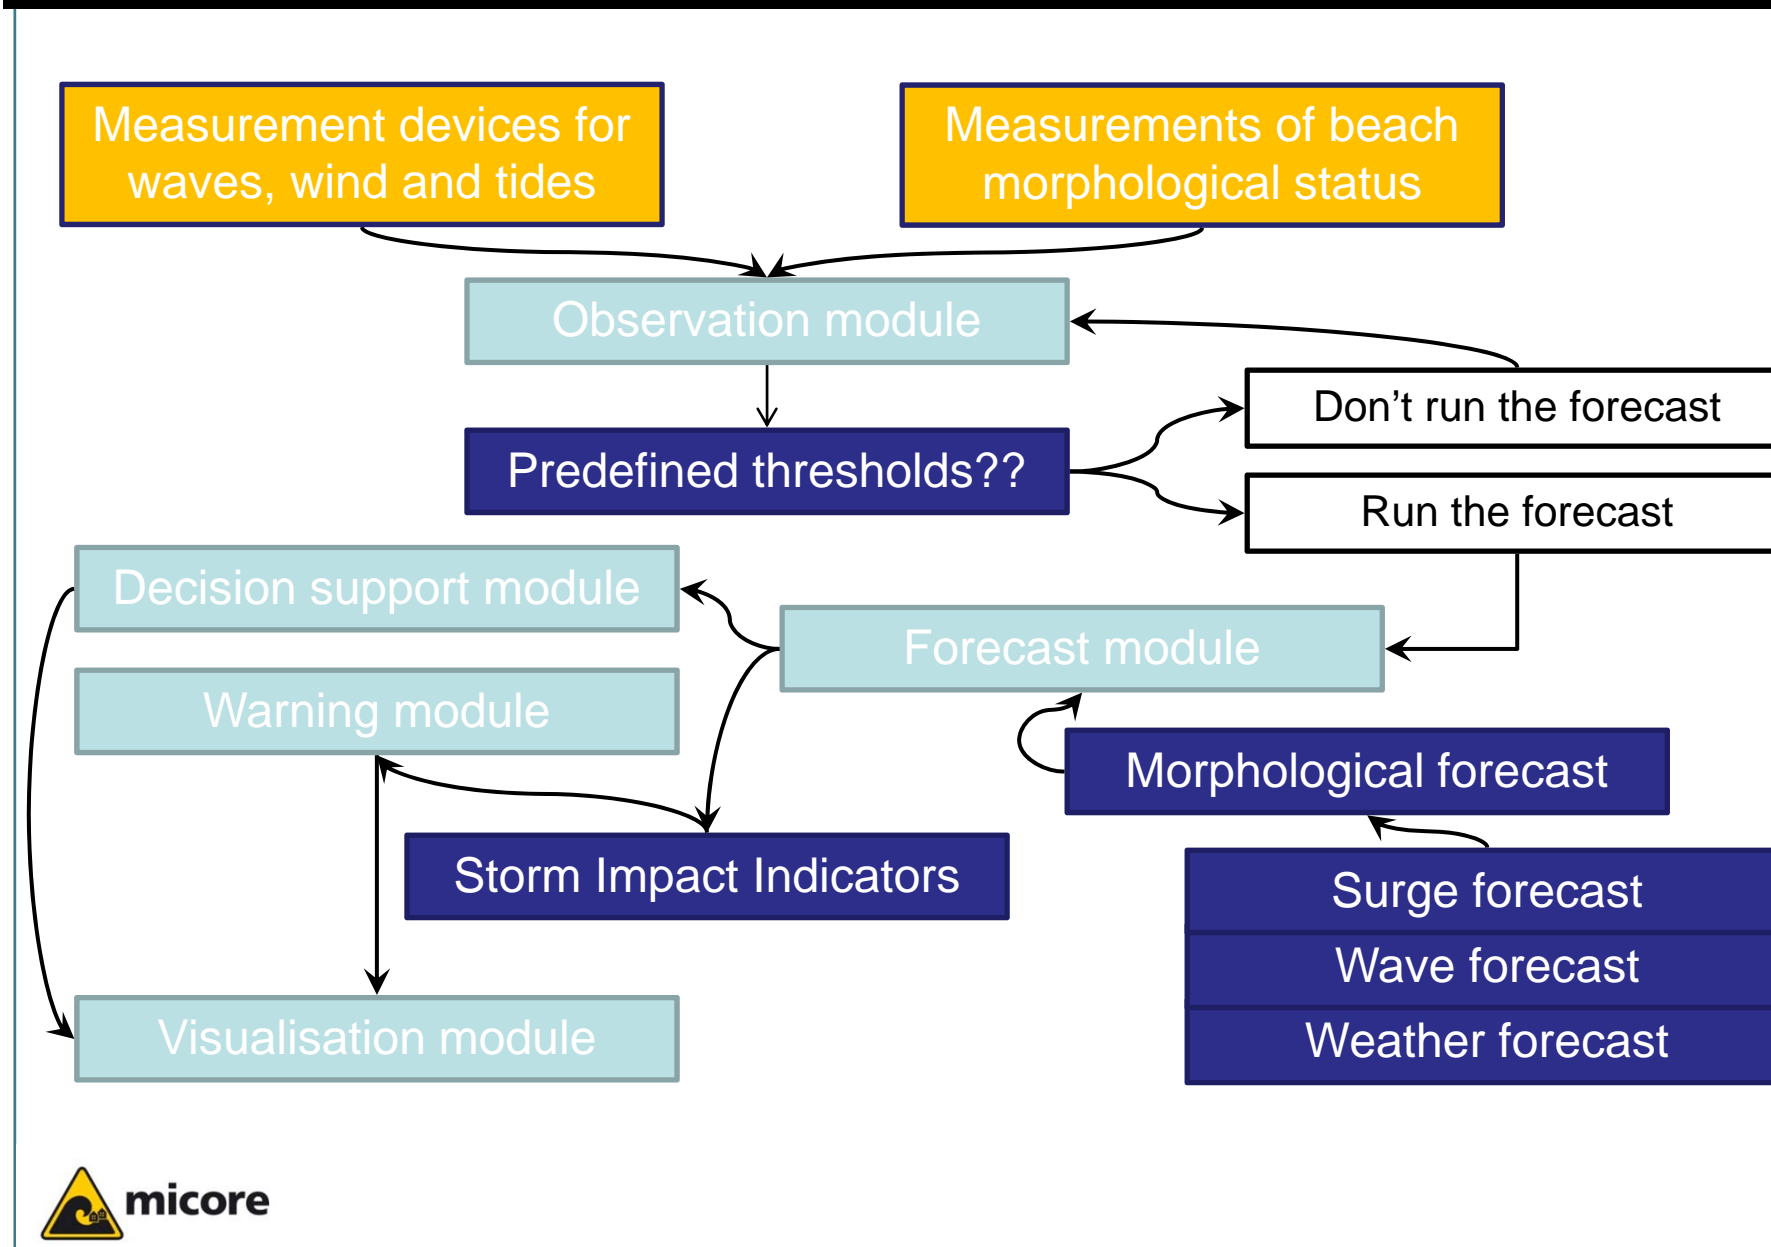 Measurement devices for
waves, wind and tides
Measurements of beach
morphological status
Observation module
Don't run the forecast
Predefined thresholds??
Run the forecast
Decision support module
Forecast module
Warning module
Morphological forecast
Storm Impact Indicators
Surge forecast
Wave forecast
Weather forecast
Visualisation module
micore